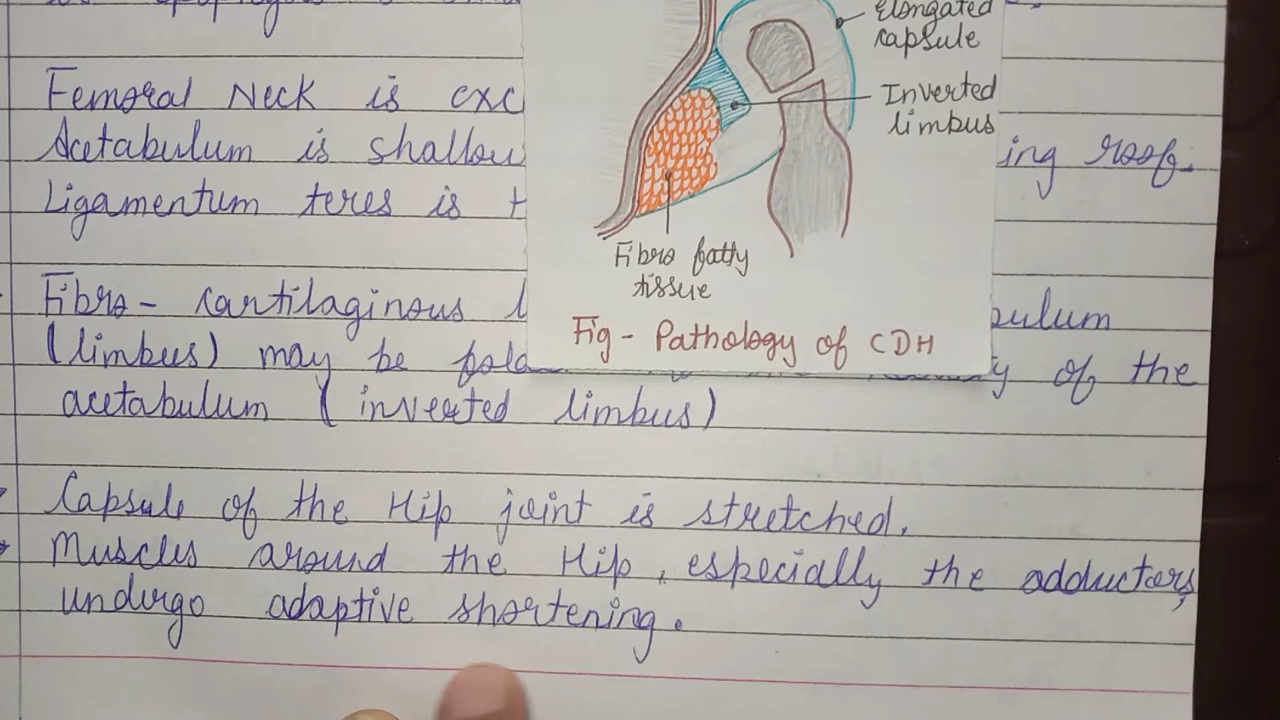 Elongated
capsule
Inverted
limbus
Fibro fatty
tissue
Fig - Pathology of CDH
Femoral Neck is exc
Acetabulum is shallow ing roof.
Ligamentum teres is t
Fibro - cartilaginous l bulum
(limbus) may be fold y of the
acetabulum ( inverted limbus)
Capsule of the Hip joint is stretched.
Muscles around the Hip, especially the adductors,
undergo adaptive shortening.